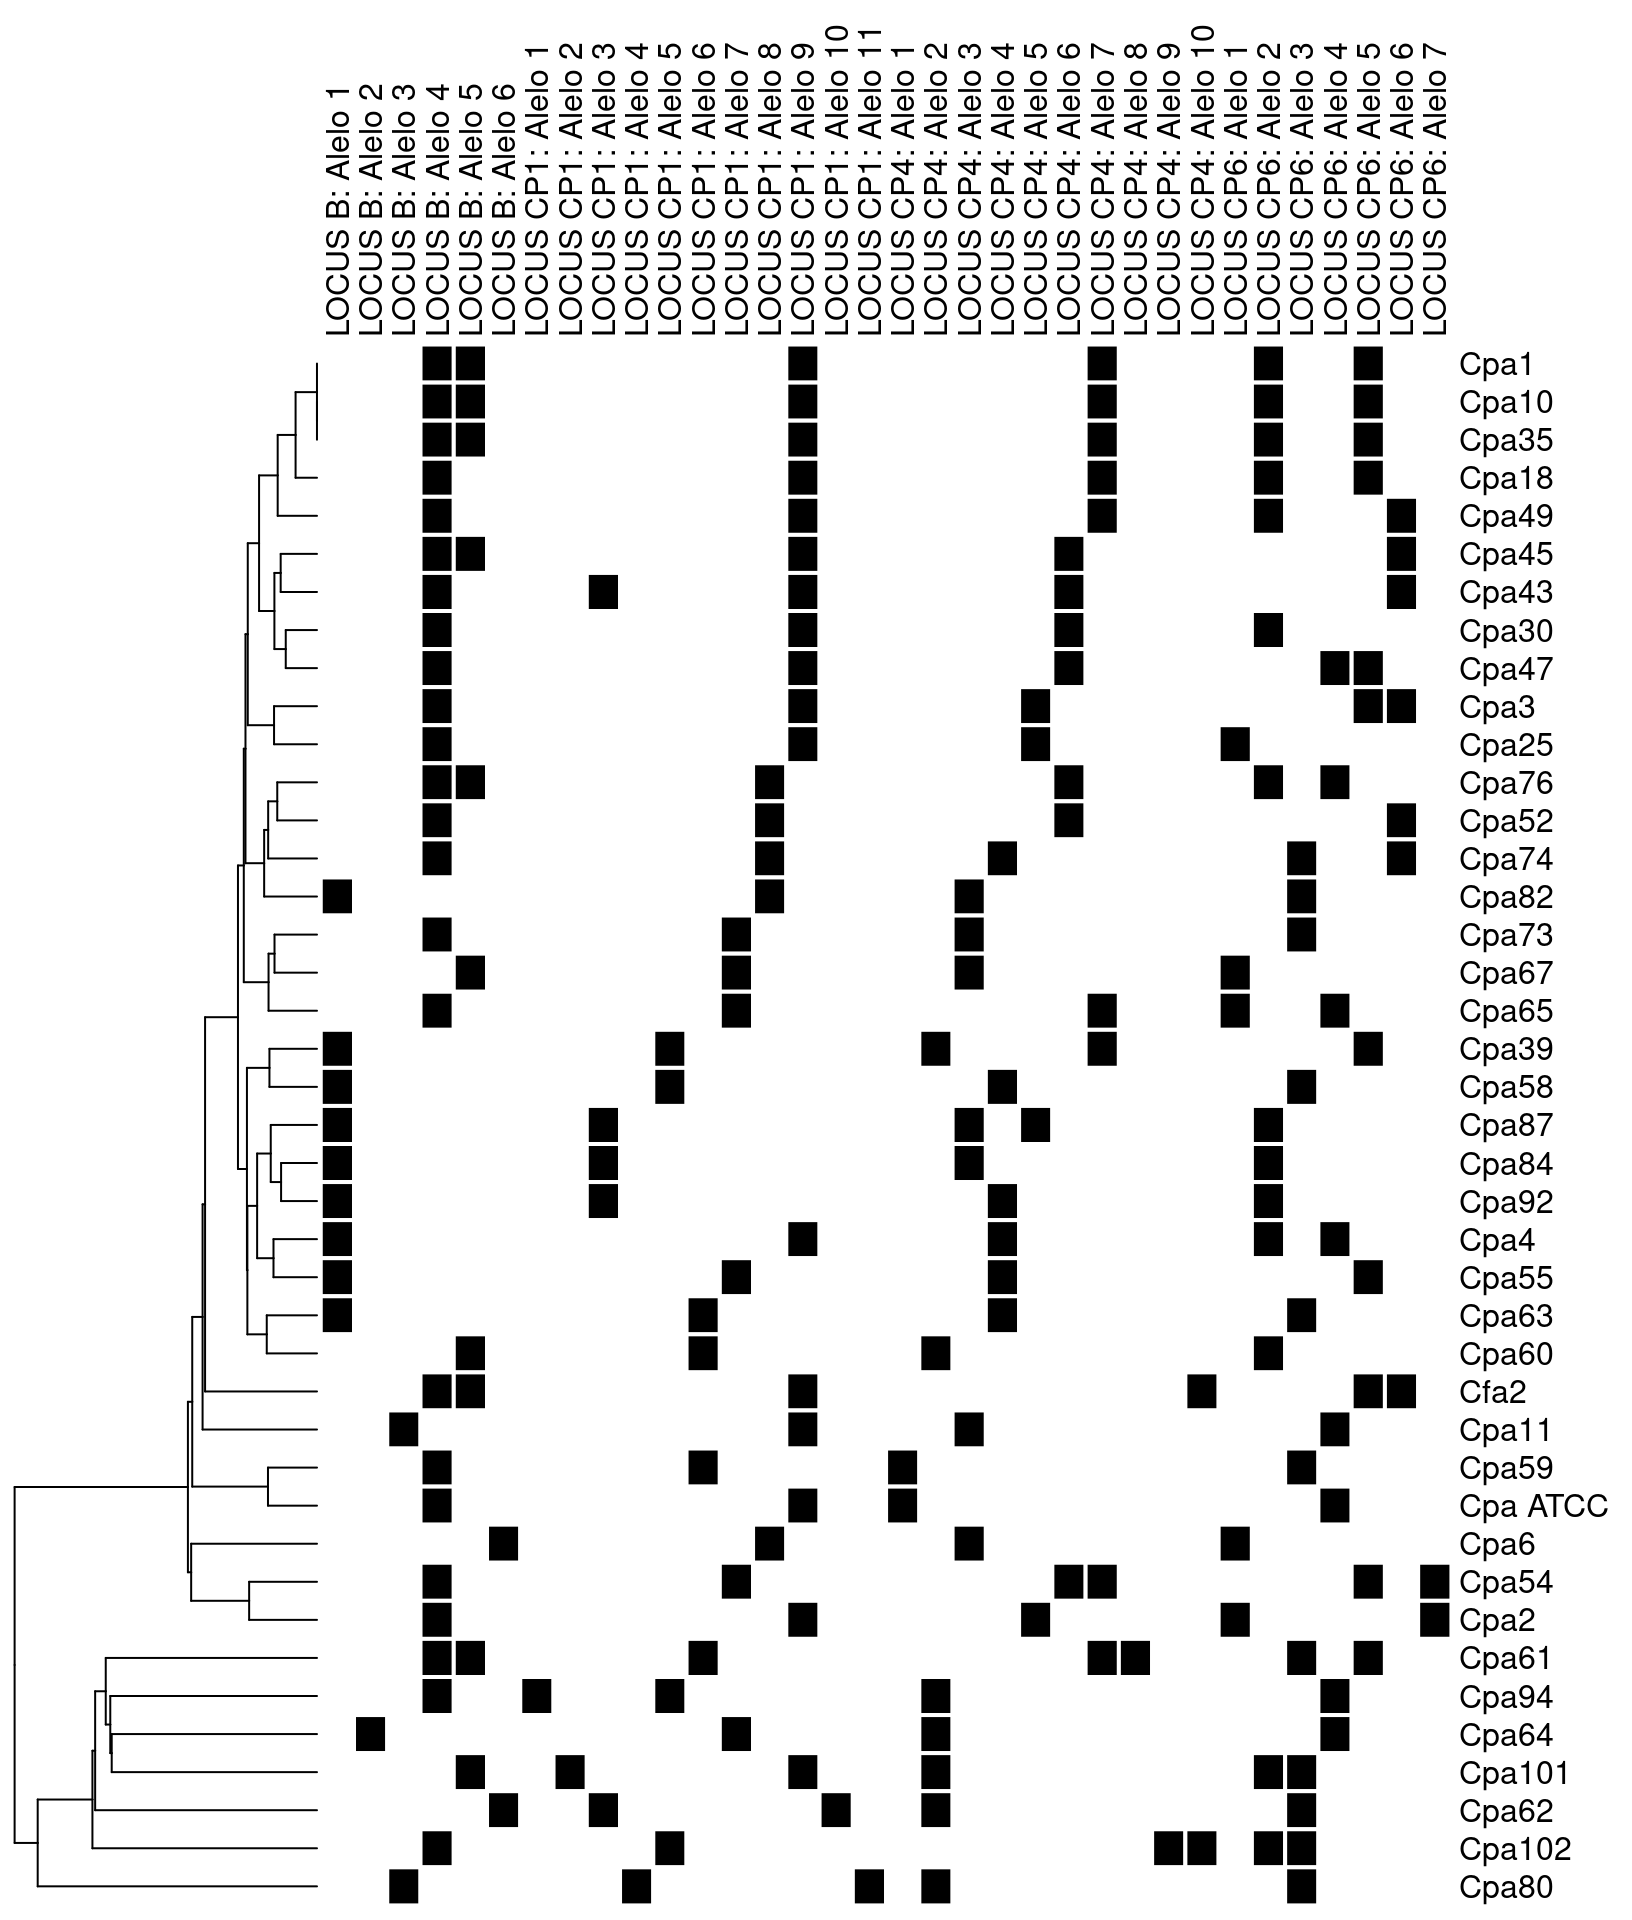 LOCUS B: Alelo 1
LOCUS B: Alelo 2
LOCUS B: Alelo 3
LOCUS B: Alelo 4
LOCUS B: Alelo 5
LOCUS B: Alelo 6
LOCUS CP1: Alelo 1
LOCUS CP1: Alelo 2
LOCUS CP1: Alelo 3
LOCUS CP1: Alelo 4
LOCUS CP1: Alelo 5
LOCUS CP1: Alelo 6
LOCUS CP1: Alelo 7
LOCUS CP1: Alelo 8
LOCUS CP1: Alelo 9
LOCUS CP1: Alelo 10
LOCUS CP1: Alelo 11
LOCUS CP4: Alelo 1
LOCUS CP4: Alelo 2
LOCUS CP4: Alelo 3
LOCUS CP4: Alelo 4
LOCUS CP4: Alelo 5
LOCUS CP4: Alelo 6
LOCUS CP4: Alelo 7
LOCUS CP4: Alelo 8
LOCUS CP4: Alelo 9
LOCUS CP4: Alelo 10
LOCUS CP6: Alelo 1
LOCUS CP6: Alelo 2
LOCUS CP6: Alelo 3
LOCUS CP6: Alelo 4
LOCUS CP6: Alelo 5
LOCUS CP6: Alelo 6
LOCUS CP6: Alelo 7
Cpa1
Cpa10
Cpa35
Cpa18
Cpa49
Cpa45
Cpa43
Cpa30
Cpa47
Cpa3
Cpa25
Cpa76
Cpa52
Cpa74
Cpa82
Cpa73
Cpa67
Cpa65
Cpa39
Cpa58
Cpa87
Cpa84
Cpa92
Cpa4
Cpa55
Cpa63
Cpa60
Cfa2
Cpa11
Cpa59
Cpa ATCC
Cpa6
Cpa54
Cpa2
Cpa61
Cpa94
Cpa64
Cpa101
Cpa62
Cpa102
Cpa80